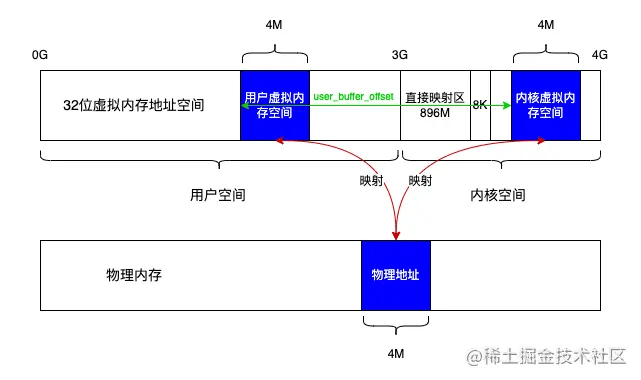 4M
4M
0G
3G
4G
32位虚拟内存地址空间
用户虚拟内
存空间
user_buffer_offset
直接映射区
896M
8K
内核虚拟内
存空间
映射
映射
用户空间
内核空间
物理内存
物理地址
4M
@稀土掘金技术社区